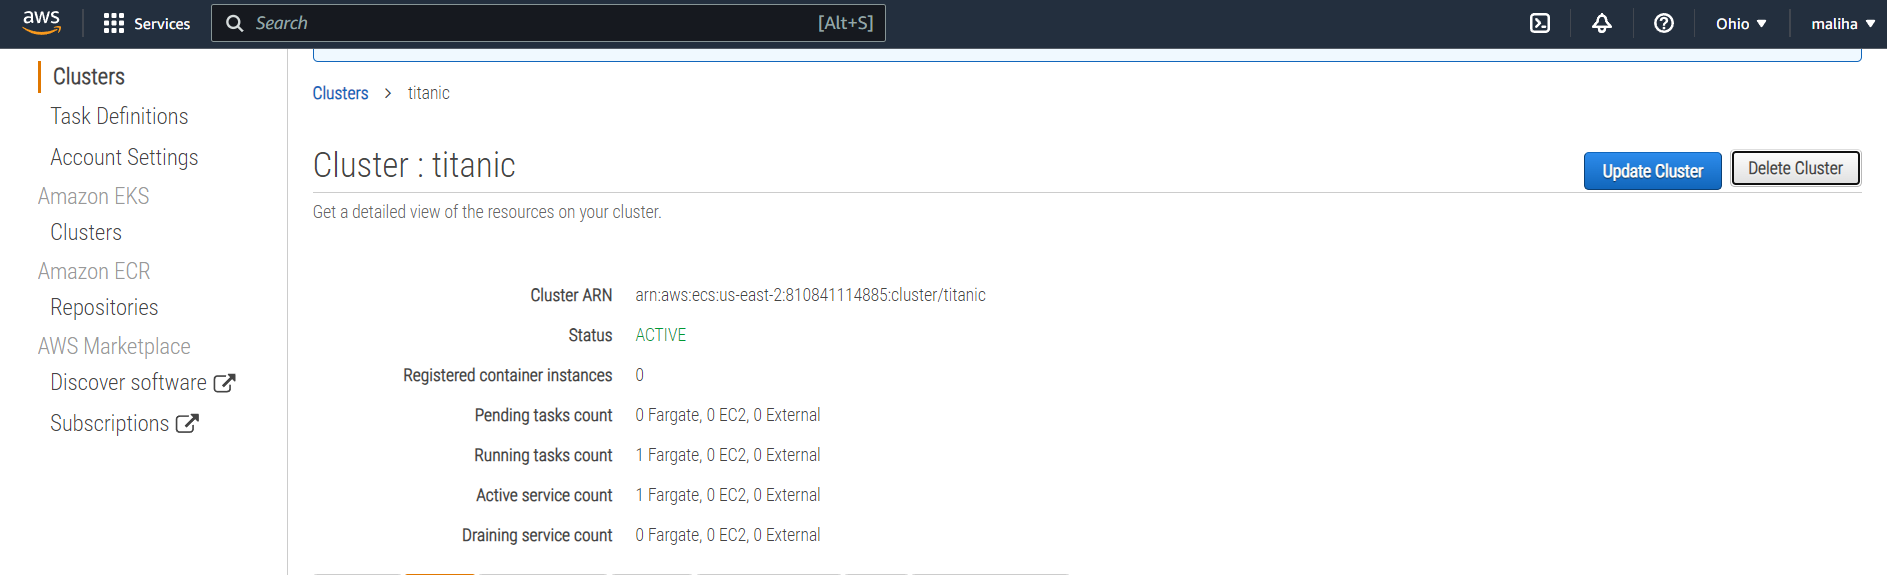 aws Services Search [Alt+S] Ohio maliha
Clusters
Task Definitions
Account Settings
Amazon EKS
Clusters
Amazon ECR
Repositories
AWS Marketplace
Discover software
Subscriptions
Clusters > titanic
Cluster : titanic
Update Cluster Delete Cluster
Get a detailed view of the resources on your cluster.
Cluster ARN arn:aws:ecs:us-east-2:810841114885:cluster/titanic
Status ACTIVE
Registered container instances 0
Pending tasks count 0 Fargate, 0 EC2, 0 External
Running tasks count 1 Fargate, 0 EC2, 0 External
Active service count 1 Fargate, 0 EC2, 0 External
Draining service count 0 Fargate, 0 EC2, 0 External